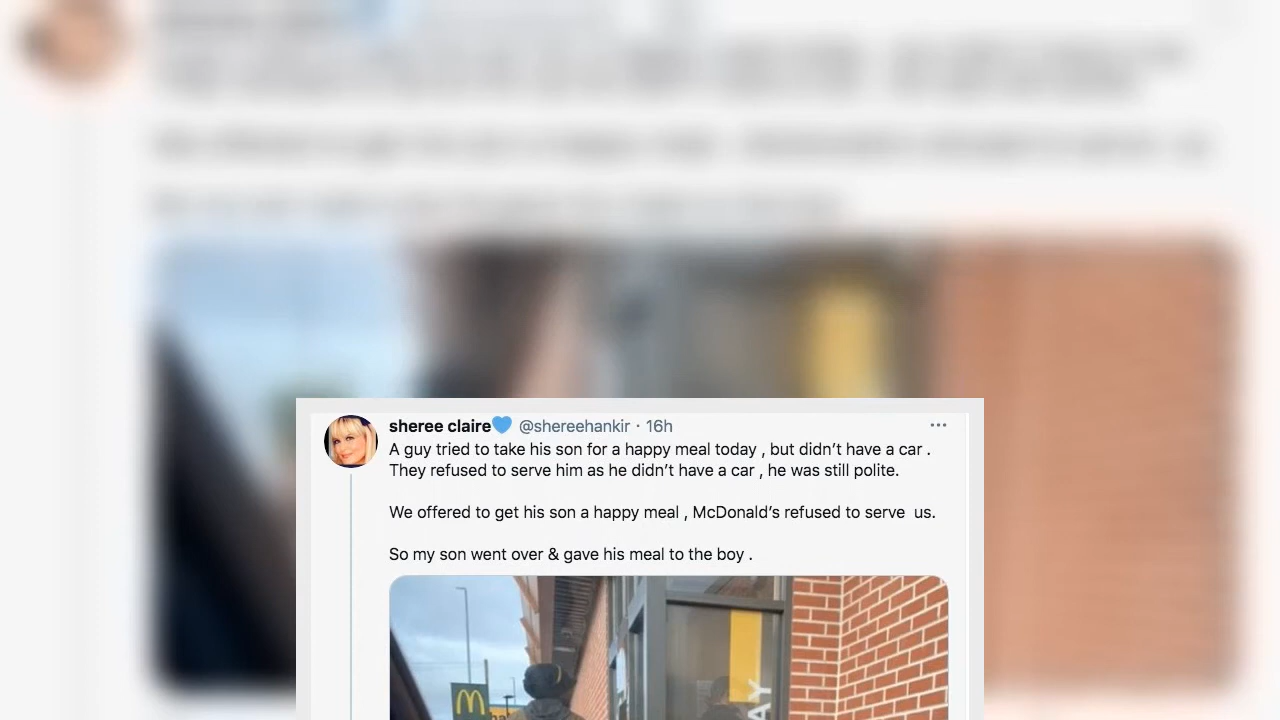 sheree claire💙 @shereehankir · 16h
A guy tried to take his son for a happy meal today , but didn’t have a car .
They refused to serve him as he didn’t have a car , he was still polite.
We offered to get his son a happy meal , McDonald’s refused to serve  us.
So my son went over & gave his meal to the boy .
AY